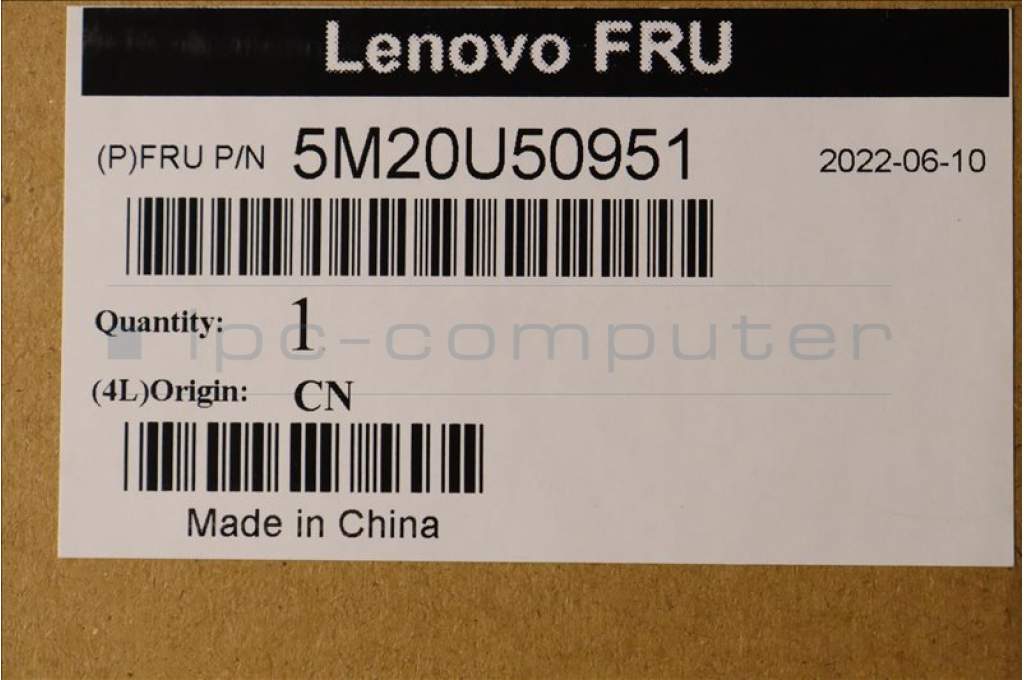 Lenovo FRU
(P)FRU P/N 5M20U50951 2022-06-10
Quantity: 1
ipc-computer
(4L)Origin: CN
Made in China